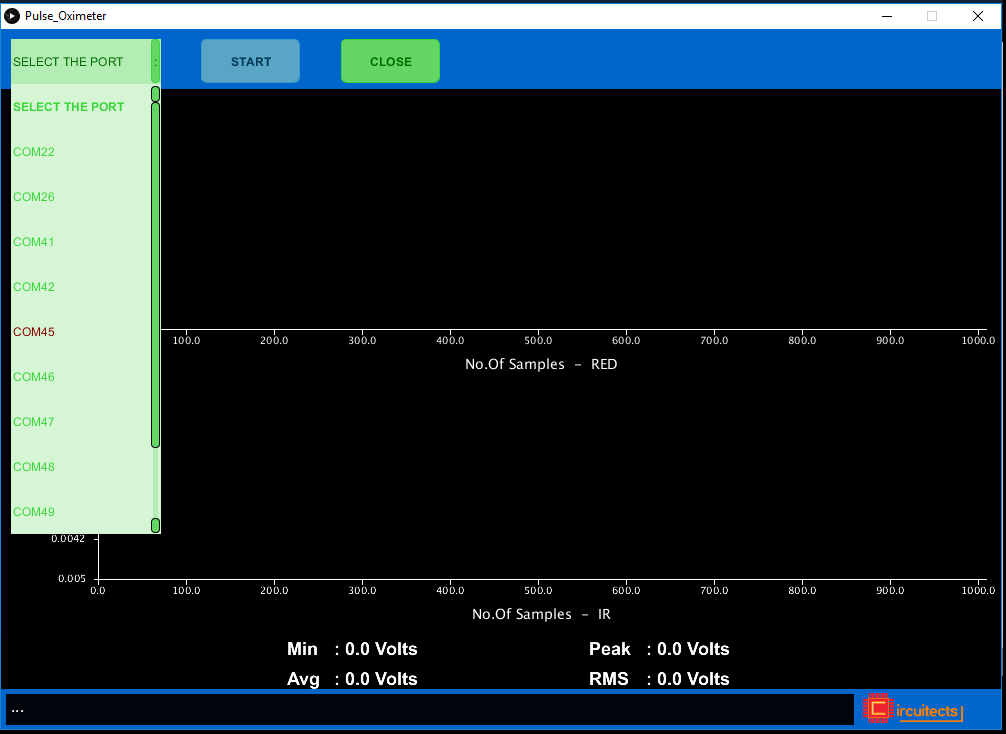 Pulse_Oximeter
SELECT THE PORT :
START
CLOSE
SELECT THE PORT
COM22
COM26
COM41
COM42
COM45
COM46
COM47
COM48
COM49
100.0 200.0 300.0 400.0 500.0 600.0 700.0 800.0 900.0 1000.0
No.Of Samples - RED
0.0042
0.005
0.0 100.0 200.0 300.0 400.0 500.0 600.0 700.0 800.0 900.0 1000.0
No.Of Samples - IR
Min : 0.0 Volts
Peak : 0.0 Volts
Avg : 0.0 Volts
RMS : 0.0 Volts
...
Circuitects